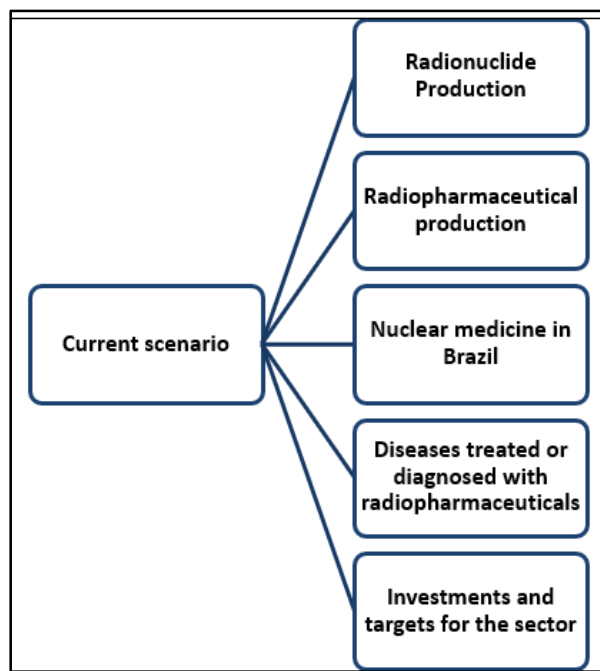 Radionuclide
Production
Radiopharmaceutical
production
Current scenario
Nuclear medicine in
Brazil
Diseases treated or
diagnosed with
radiopharmaceuticals
Investments and
targets for the sector